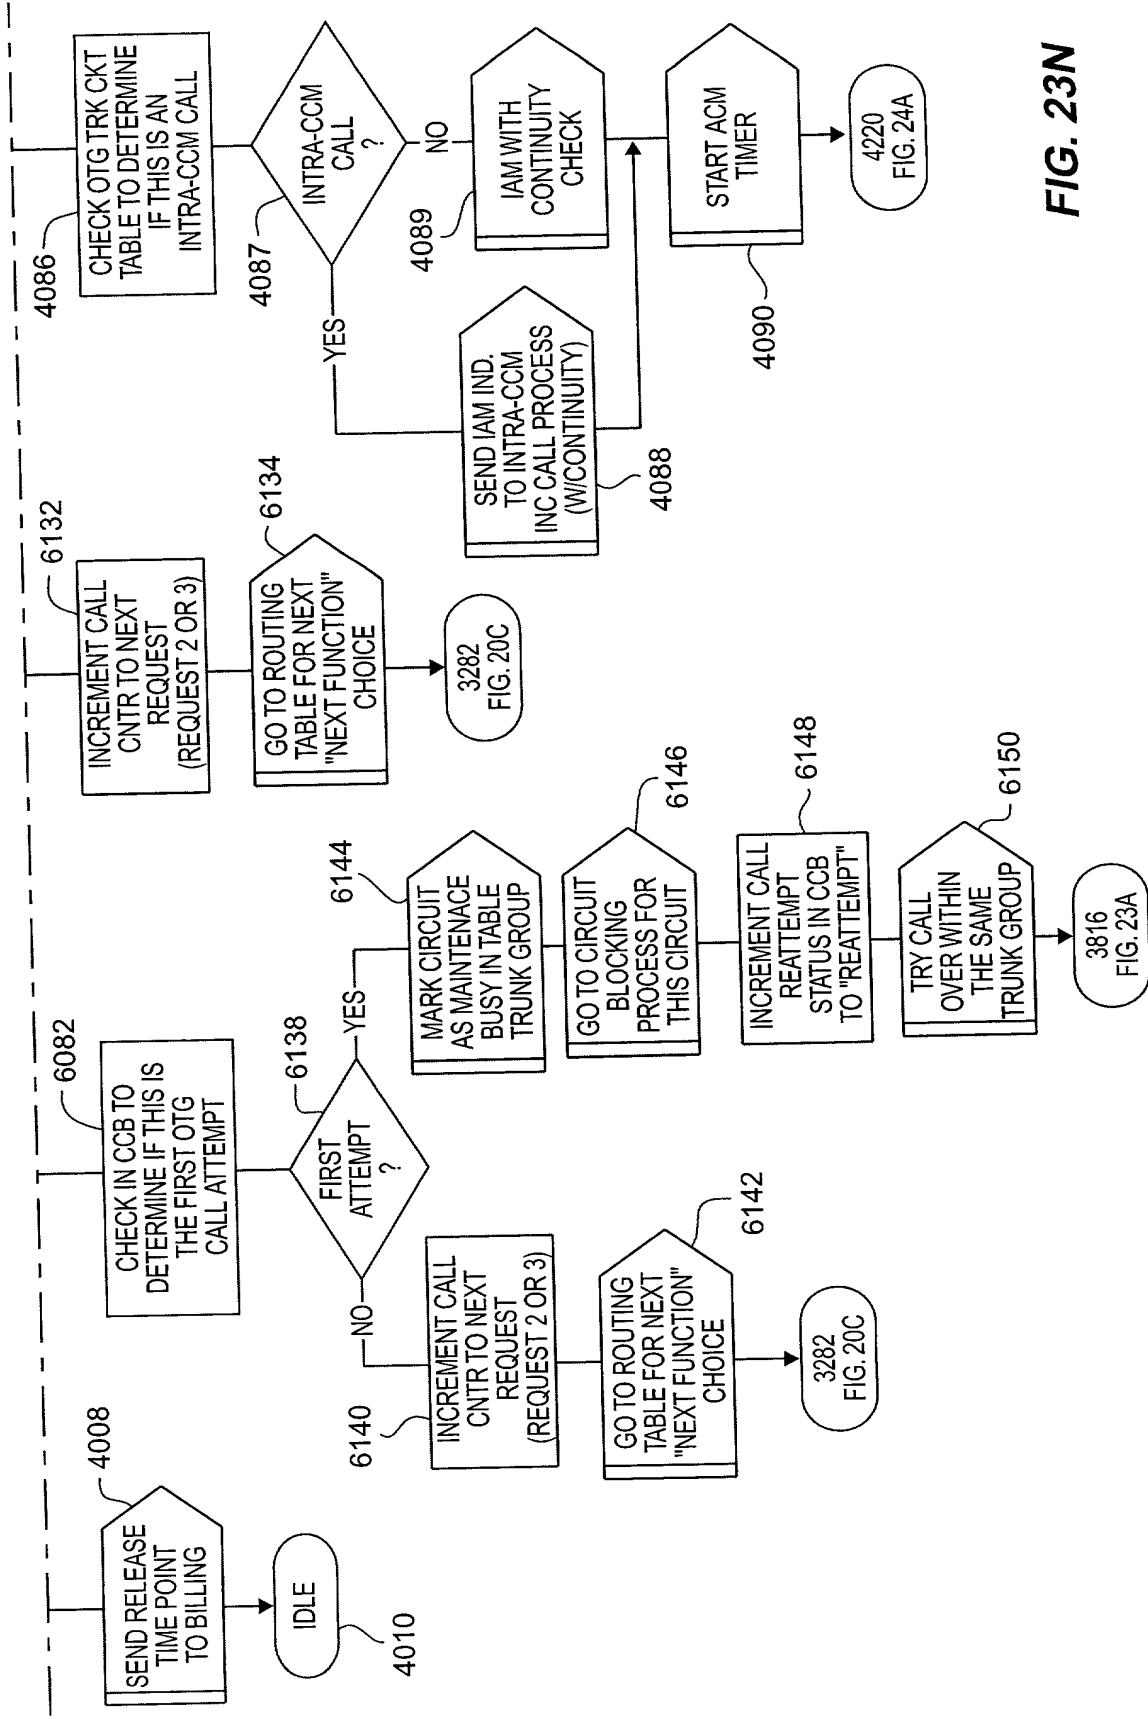 4008
SEND RELEASE
TIME POINT
TO BILLING
IDLE
4010
6082
CHECK IN CCB TO
DETERMINE IF THIS IS
THE FIRST OTG
CALL ATTEMPT
6138
FIRST
ATTEMPT
?
NO
YES
6140
INCREMENT CALL
CNTR TO NEXT
REQUEST
(REQUEST 2 OR 3)
GO TO ROUTING
TABLE FOR NEXT
"NEXT FUNCTION"
CHOICE
6142
3282
FIG. 20C
6144
MARK CIRCUIT
AS MAINTENACE
BUSY IN TABLE
TRUNK GROUP
6146
GO TO CIRCUIT
BLOCKING
PROCESS FOR
THIS CIRCUIT
6148
INCREMENT CALL
REATTEMPT
STATUS IN CCB
TO "REATTEMPT"
6150
TRY CALL
OVER WITHIN
THE SAME
TRUNK GROUP
3816
FIG. 23A
6132
INCREMENT CALL
CNTR TO NEXT
REQUEST
(REQUEST 2 OR 3)
6134
GO TO ROUTING
TABLE FOR NEXT
"NEXT FUNCTION"
CHOICE
3282
FIG. 20C
4086
CHECK OTG TRK CKT
TABLE TO DETERMINE
IF THIS IS AN
INTRA-CCM CALL
4087
INTRA-CCM
CALL
?
YES
NO
SEND IAM IND.
TO INTRA-CCM
INC CALL PROCESS
(W/CONTINUITY)
4088
4089
IAM WITH
CONTINUITY
CHECK
START ACM
TIMER
4090
4220
FIG. 24A
FIG. 23N